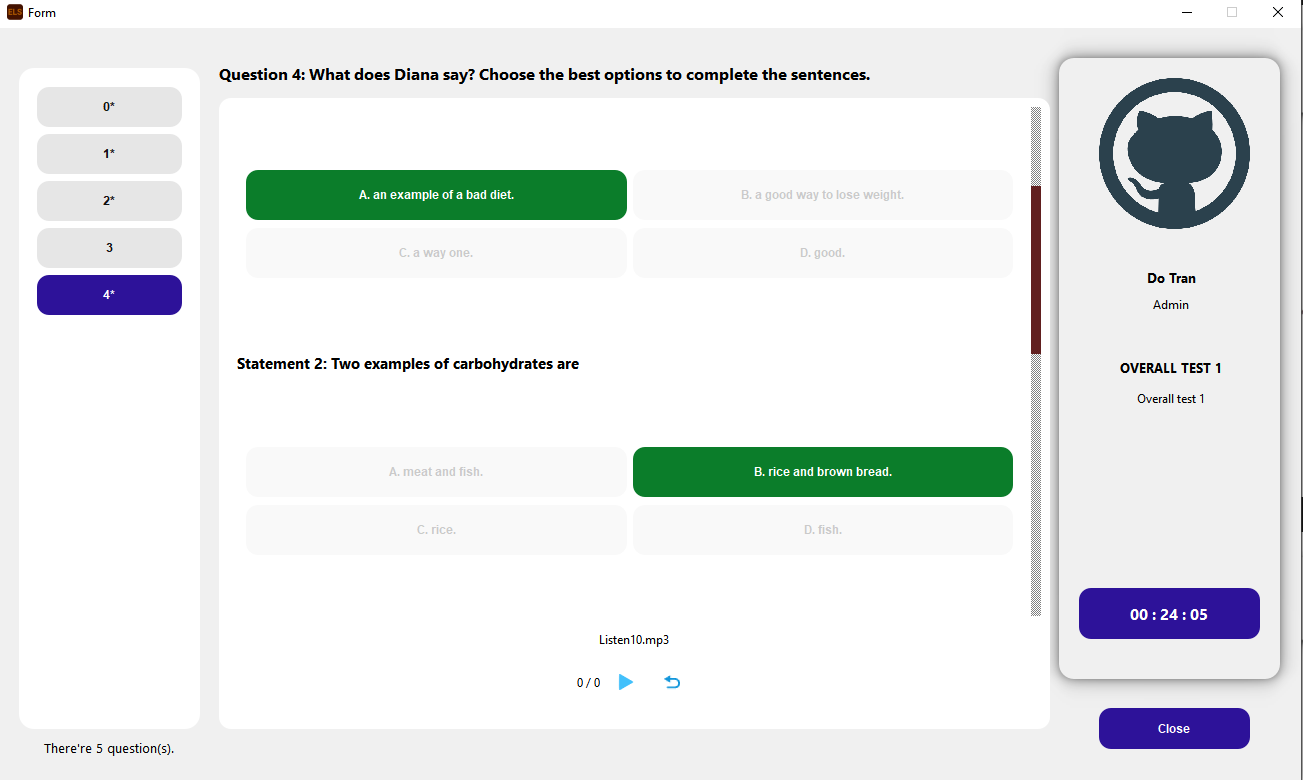 ELS Form
0*
1*
2*
3
4*
There're 5 question(s).
Question 4: What does Diana say? Choose the best options to complete the sentences.
A. an example of a bad diet.
B. a good way to lose weight.
C. a way one.
D. good.
Statement 2: Two examples of carbohydrates are
A. meat and fish.
B. rice and brown bread.
C. rice.
D. fish.
Listen10.mp3
0 / 0
Do Tran
Admin
OVERALL TEST 1
Overall test 1
00 : 24 : 05
Close